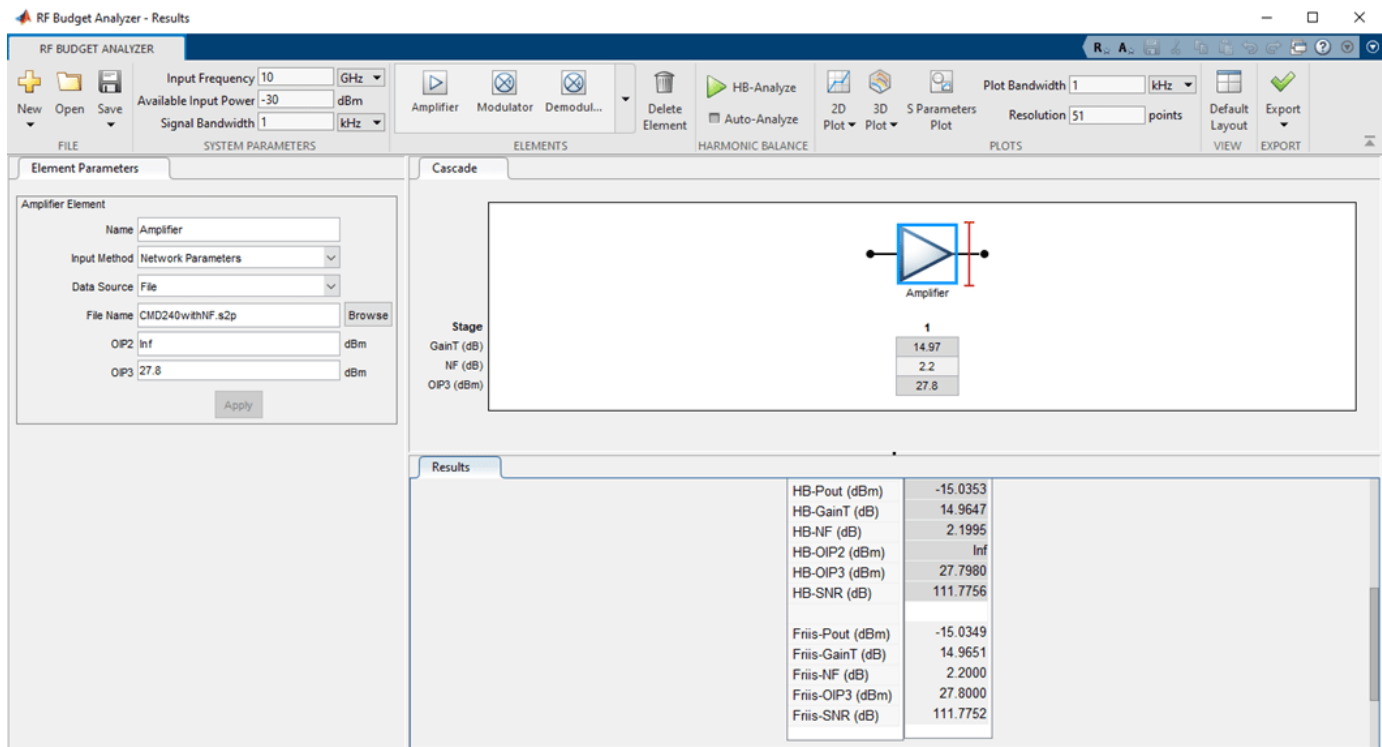 RF Budget Analyzer - Results
RF BUDGET ANALYZER
New
Open
Save
FILE
Input Frequency 10 GHz
Available Input Power -30 dBm
Signal Bandwidth 1 kHz
SYSTEM PARAMETERS
Amplifier Modulator Demodul...
ELEMENTS
Delete
Element
HB-Analyze
Auto-Analyze
HARMONIC BALANCE
2D
Plot
3D
Plot
S Parameters
Plot
Plot Bandwidth 1 kHz
Resolution 51 points
PLOTS
Default
Layout
VIEW
Export
EXPORT
Element Parameters
Amplifier Element
Name Amplifier
Input Method Network Parameters
Data Source File
File Name CMD240withNF.s2p Browse
OIP2 Inf dBm
OIP3 27.8 dBm
Apply
Cascade
Amplifier
Stage 1
GainT (dB) 14.97
NF (dB) 2.2
OIP3 (dBm) 27.8
Results
HB-Pout (dBm) -15.0353
HB-GainT (dB) 14.9647
HB-NF (dB) 2.1995
HB-OIP2 (dBm) Inf
HB-OIP3 (dBm) 27.7980
HB-SNR (dB) 111.7756
Friis-Pout (dBm) -15.0349
Friis-GainT (dB) 14.9651
Friis-NF (dB) 2.2000
Friis-OIP3 (dBm) 27.8000
Friis-SNR (dB) 111.7752